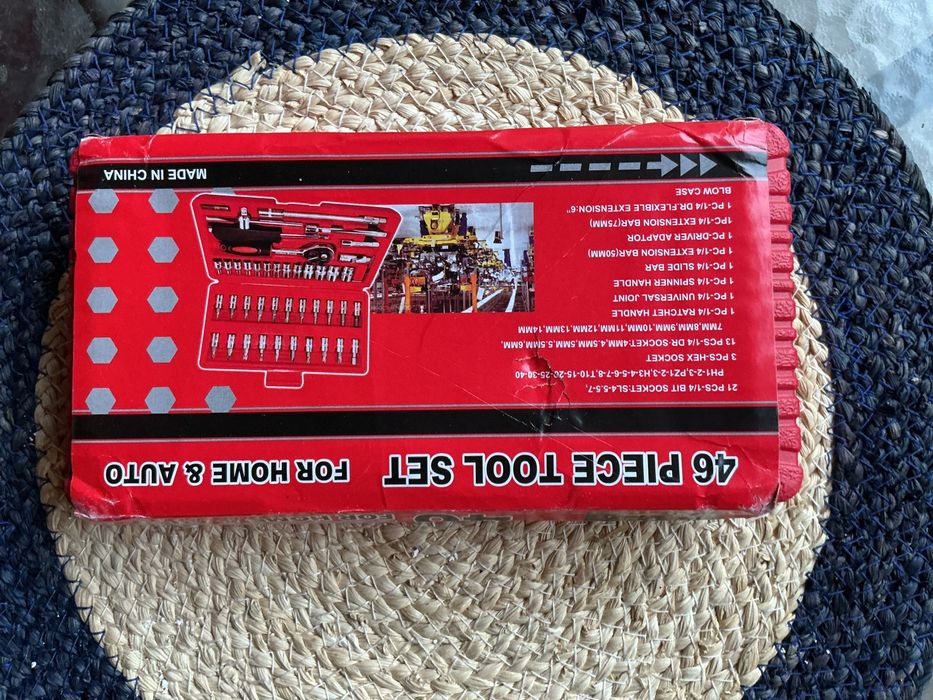 46 PIECE TOOL SET FOR HOME & AUTO
21 PCS-1/4 BIT SOCKET:SL4-5.5-7,
PH1-2-3,PZ1-2-3,H3-4-5-6-7-8,T10-15-20-25-30-40
3 PCS-HEX SOCKET
13 PCS-1/4 DR SOCKET:4MM,4.5MM,5MM,5.5MM,6MM,
7MM,8MM,9MM,10MM,11MM,12MM,13MM,14MM
1 PC-1/4 RATCHET HANDLE
1 PC-1/4 UNIVERSAL JOINT
1 PC-1/4 SPINNER HANDLE
1 PC-1/4 SLIDE BAR
1 PC-1/4 EXTENSION BAR(50MM)
1 PC-DRIVER ADAPTOR
1PC-1/4 EXTENSION BAR(75MM)
1 PC-1/4 DR.FLEXIBLE EXTENSION:6"
BLOW CASE
MADE IN CHINA